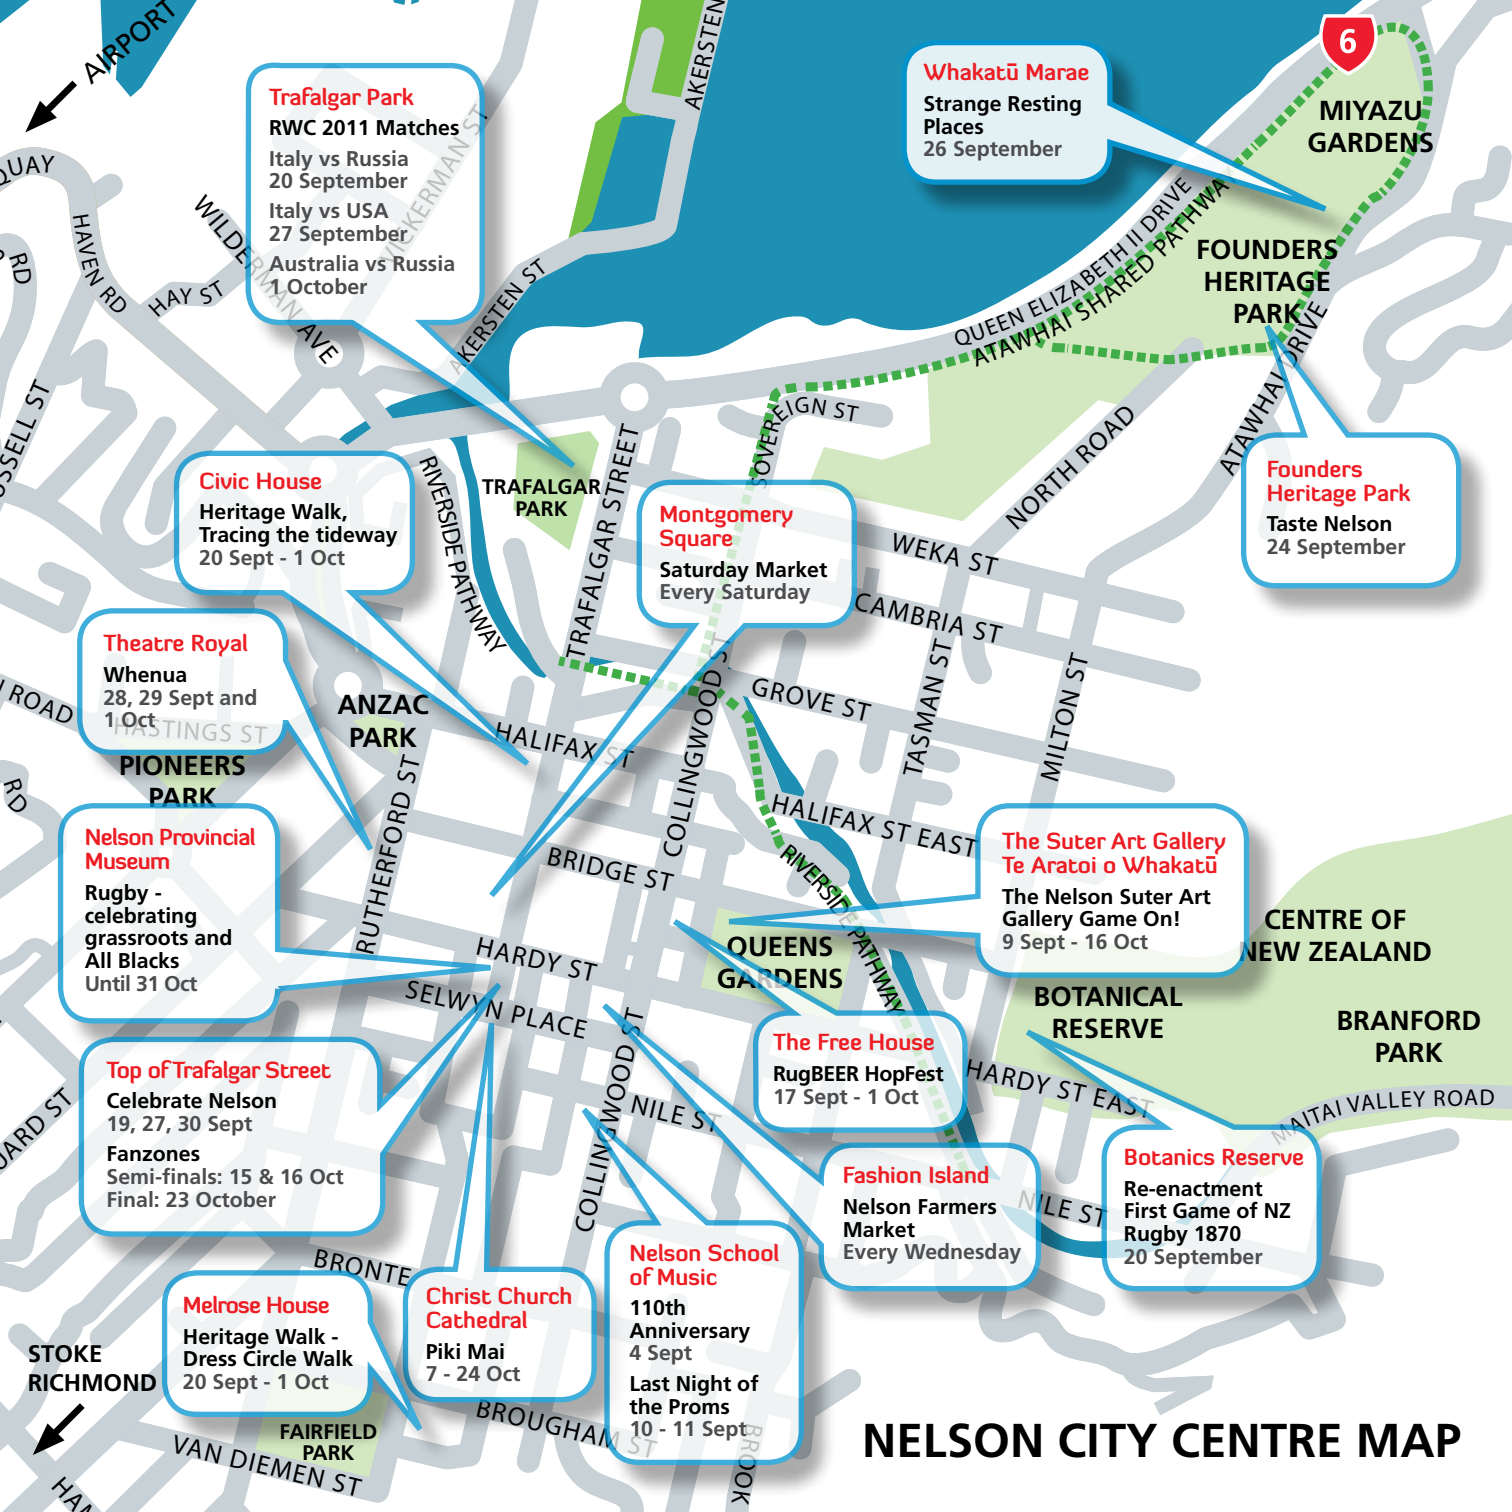 AIRPORT
6
AKERSTEN
Whakatū Marae
Strange Resting
Places
26 September
MIYAZU
GARDENS
Trafalgar Park
RWC 2011 Matches
Italy vs Russia
20 September
Italy vs USA
27 September
Australia vs Russia
1 October
VICKERMAN ST
QUAY
HAVEN RD
WILDERMAN AVE
HAY ST
RD
AKERSTEN ST
QUEEN ELIZABETH II DRIVE
ATAWHAI SHARED PATHWAY
FOUNDERS
HERITAGE
PARK
ATAWHAI DRIVE
SSELL ST
SOVEREIGN ST
NORTH ROAD
Founders
Heritage Park
Taste Nelson
24 September
Civic House
Heritage Walk,
Tracing the tideway
20 Sept - 1 Oct
RIVERSIDE PATHWAY
TRAFALGAR
PARK
TRAFALGAR STREET
Montgomery
Square
Saturday Market
Every Saturday
WEKA ST
CAMBRIA ST
Theatre Royal
Whenua
28, 29 Sept and
1 Oct
ROAD
HASTINGS ST
ANZAC
PARK
PIONEERS
PARK
RD
HALIFAX ST
COLLINGWOOD ST
GROVE ST
TASMAN ST
MILTON ST
RUTHERFORD ST
BRIDGE ST
HALIFAX ST EAST
RIVERSIDE PATHWAY
The Suter Art Gallery
Te Aratoi o Whakatū
The Nelson Suter Art
Gallery Game On!
9 Sept - 16 Oct
Nelson Provincial
Museum
Rugby -
celebrating
grassroots and
All Blacks
Until 31 Oct
HARDY ST
SELWYN PLACE
QUEENS
GARDENS
CENTRE OF
NEW ZEALAND
BOTANICAL
RESERVE
BRANFORD
PARK
Top of Trafalgar Street
Celebrate Nelson
19, 27, 30 Sept
Fanzones
Semi-finals: 15 & 16 Oct
Final: 23 October
The Free House
RugBEER HopFest
17 Sept - 1 Oct
HARDY ST EAST
MAITAI VALLEY ROAD
UARD ST
NILE ST
COLLINGWOOD ST
Fashion Island
Nelson Farmers
Market
Every Wednesday
NILE ST
Botanics Reserve
Re-enactment
First Game of NZ
Rugby 1870
20 September
BRONTE
Nelson School
of Music
110th
Anniversary
4 Sept
Last Night of
the Proms
10 - 11 Sept
Christ Church
Cathedral
Piki Mai
7 - 24 Oct
Melrose House
Heritage Walk -
Dress Circle Walk
20 Sept - 1 Oct
STOKE
RICHMOND
FAIRFIELD
PARK
VAN DIEMEN ST
BROUGHAM ST
BROOK
HAM
NELSON CITY CENTRE MAP